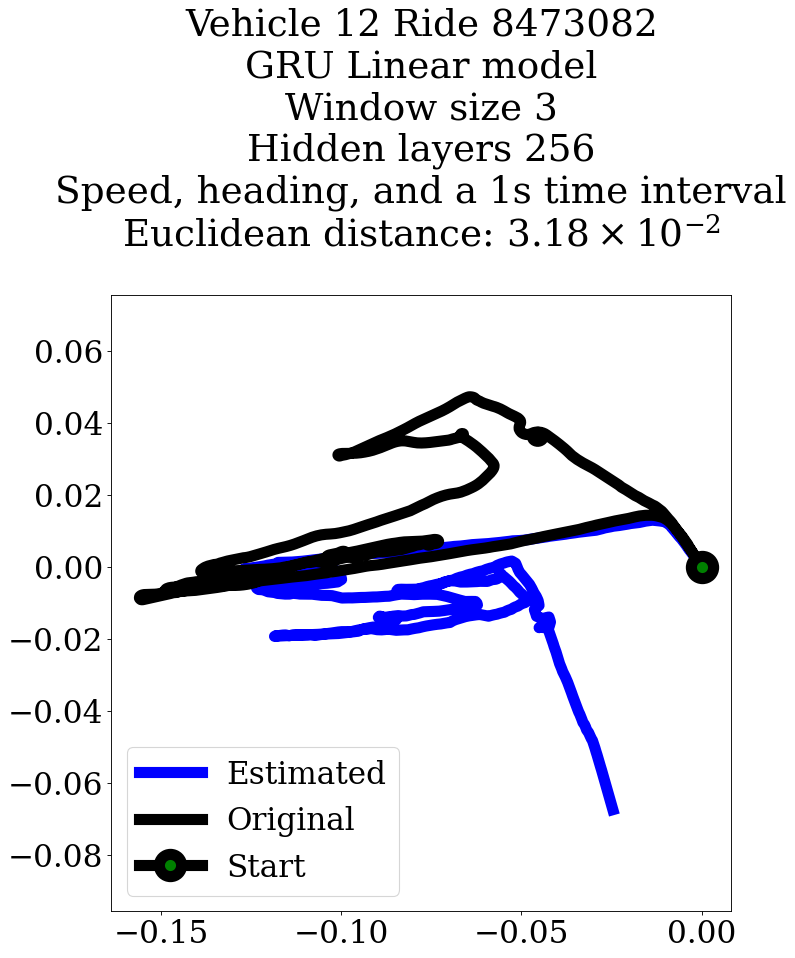 Vehicle 12 Ride 8473082
GRU Linear model
Window size 3
Hidden layers 256
Speed, heading, and a 1s time interval
Euclidean distance: 3.18 × 10⁻²
0.06
0.04
0.02
0.00
−0.02
−0.04
−0.06
−0.08
Estimated
Original
Start
−0.15 −0.10 −0.05 0.00